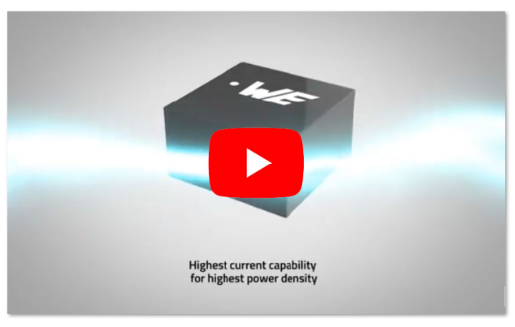 WE
Highest current capability
for highest power density